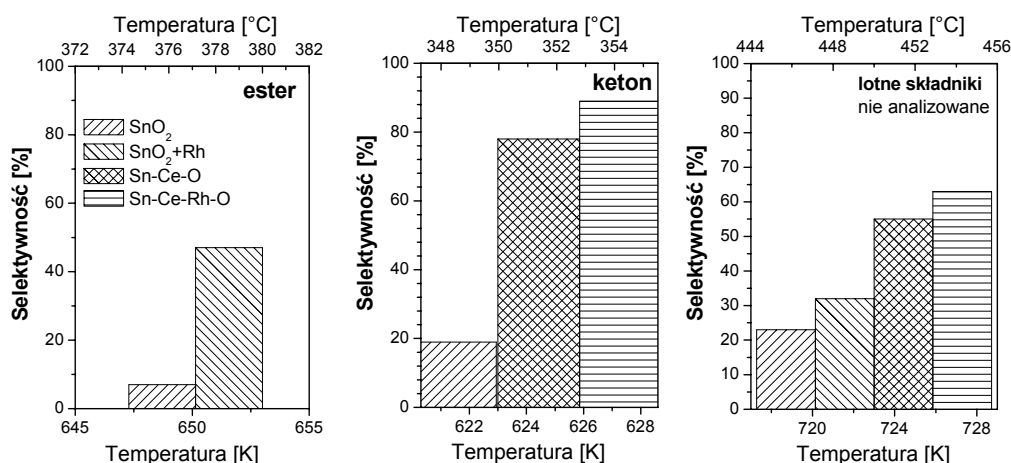 Temperatura [°C]
372 374 376 378 380 382
100
80
60
40
20
0
Selektywność [%]
ester
SnO₂
SnO₂+Rh
Sn-Ce-O
Sn-Ce-Rh-O
645 650 655
Temperatura [K]
Temperatura [°C]
348 350 352 354
100
80
60
40
20
0
Selektywność [%]
keton
622 624 626 628
Temperatura [K]
Temperatura [°C]
444 448 452 456
100
90
80
70
60
50
40
30
20
10
0
Selektywność [%]
lotne składniki
nie analizowane
720 724 728
Temperatura [K]